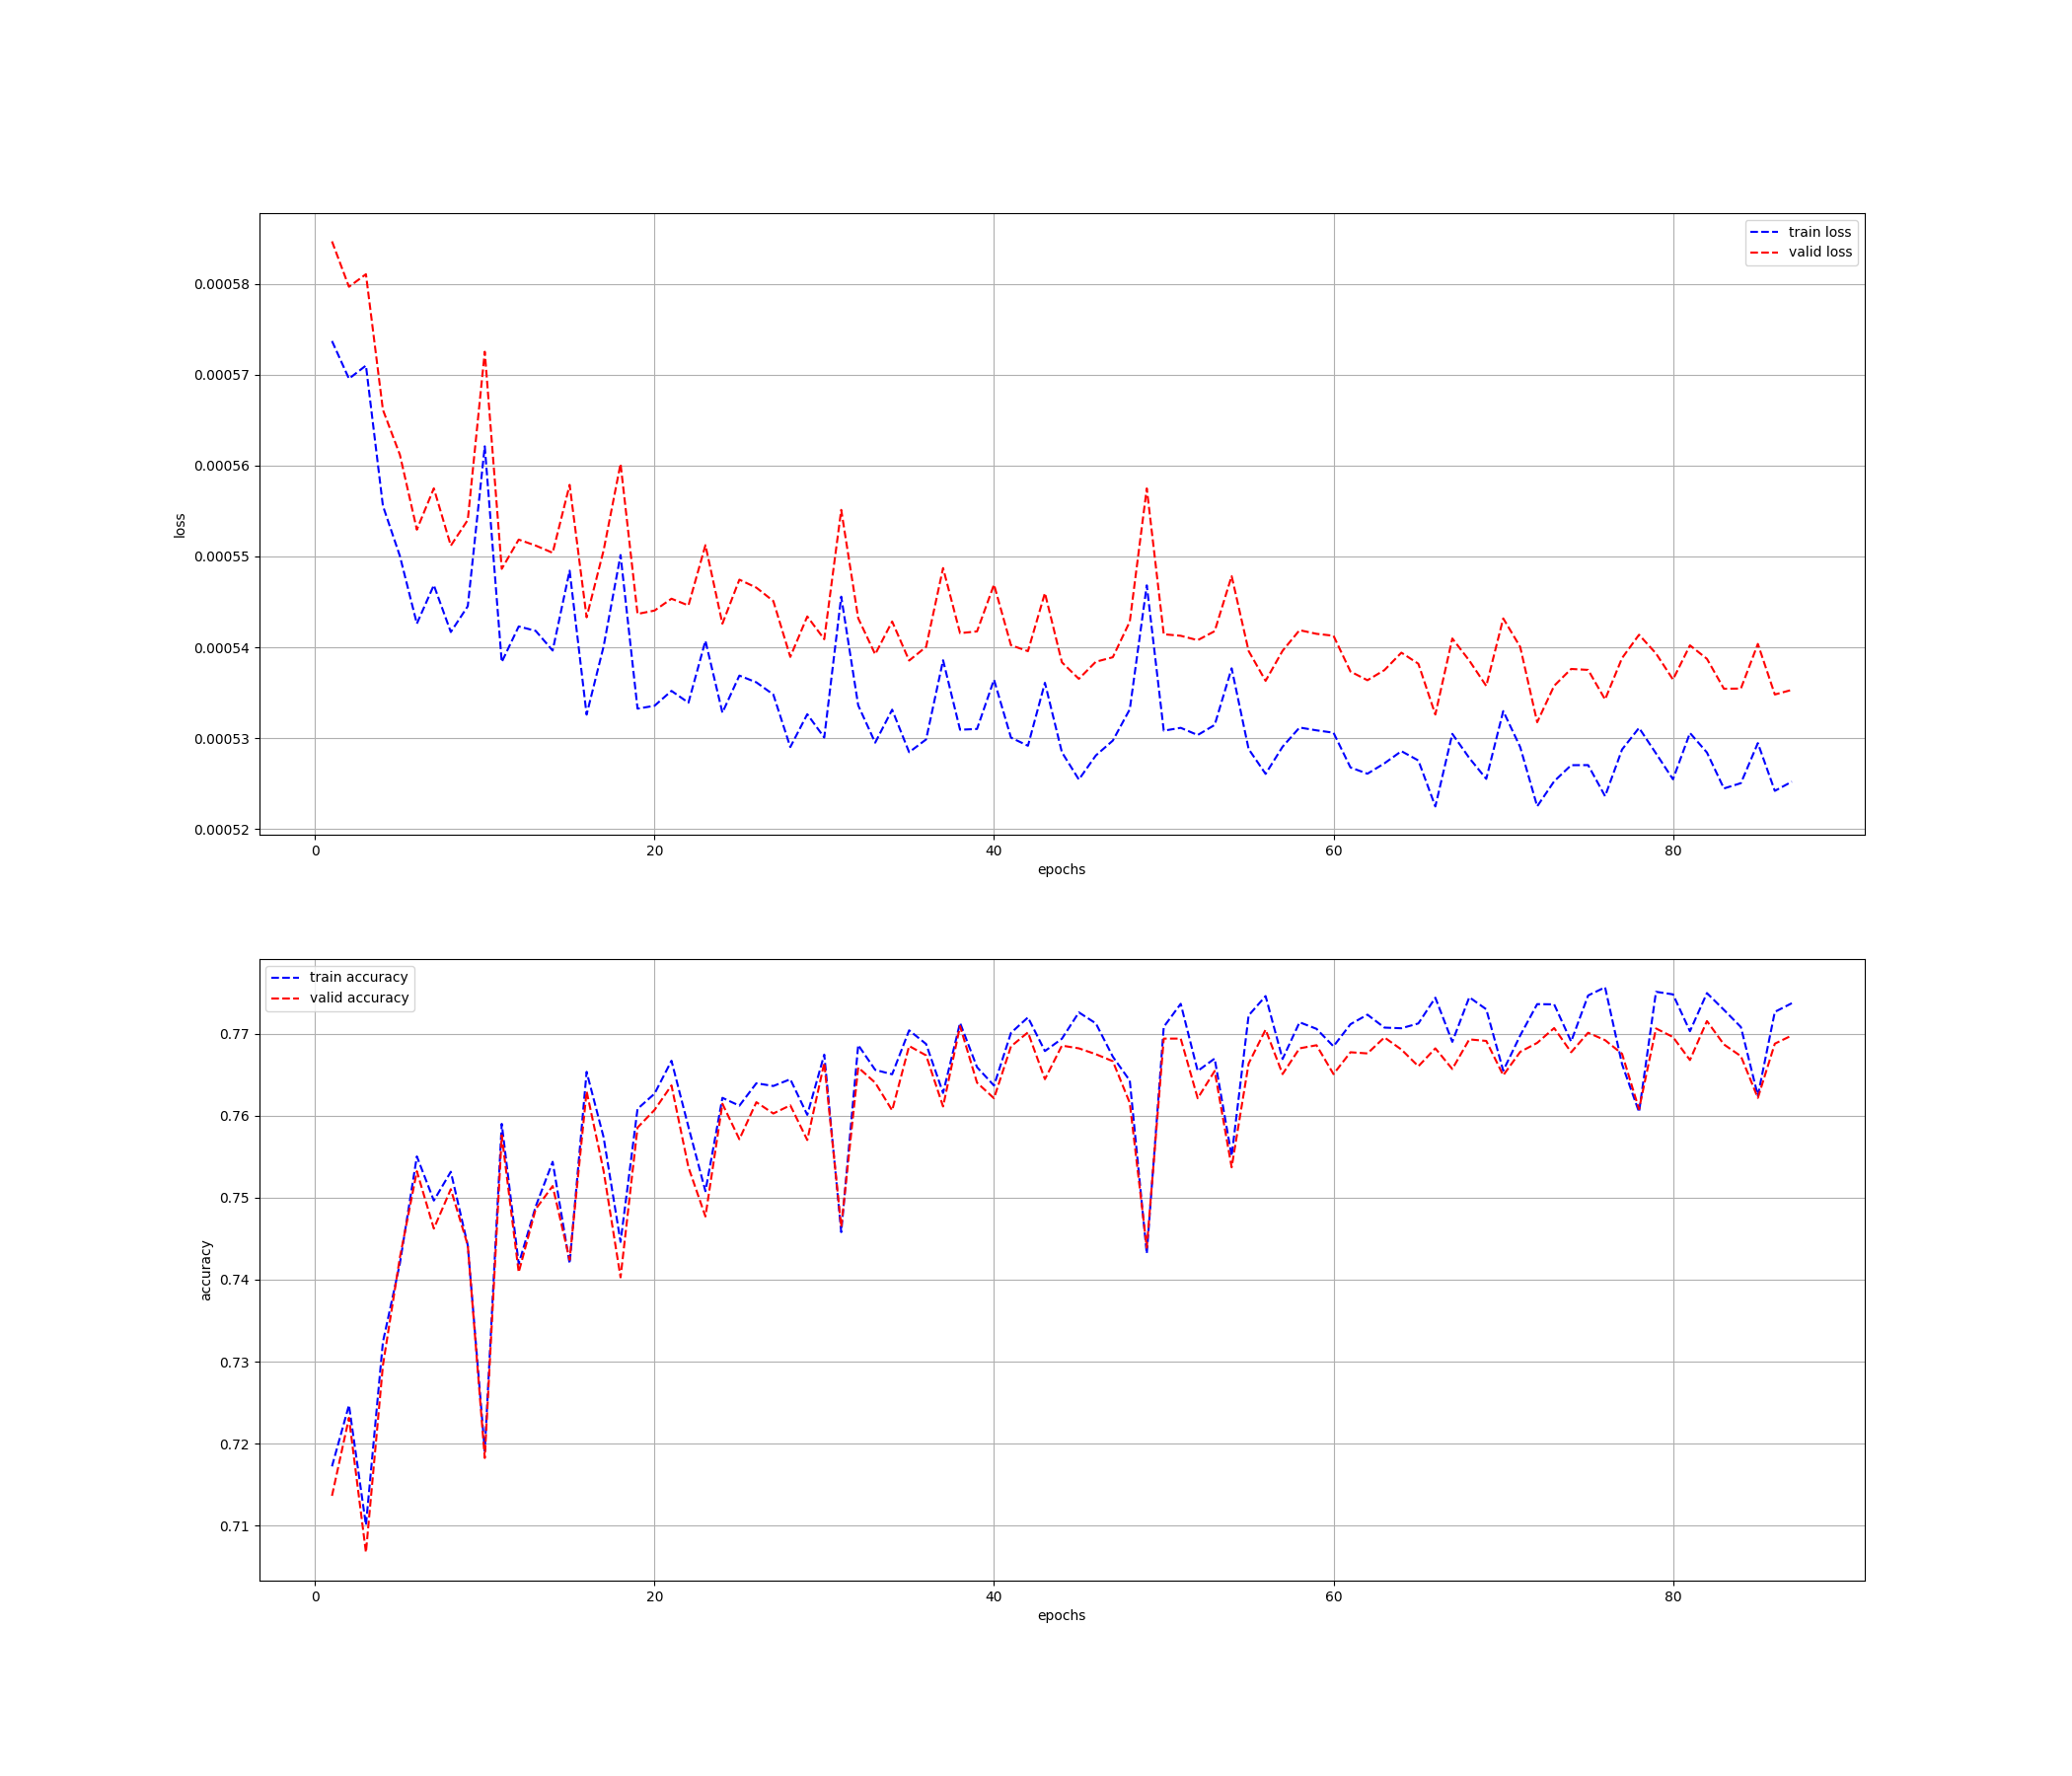 train loss
valid loss
0.00058
0.00057
0.00056
0.00055
0.00054
0.00053
0.00052
loss
0 20 40 60 80
epochs
train accuracy
valid accuracy
0.77
0.76
0.75
0.74
0.73
0.72
0.71
accuracy
0 20 40 60 80
epochs